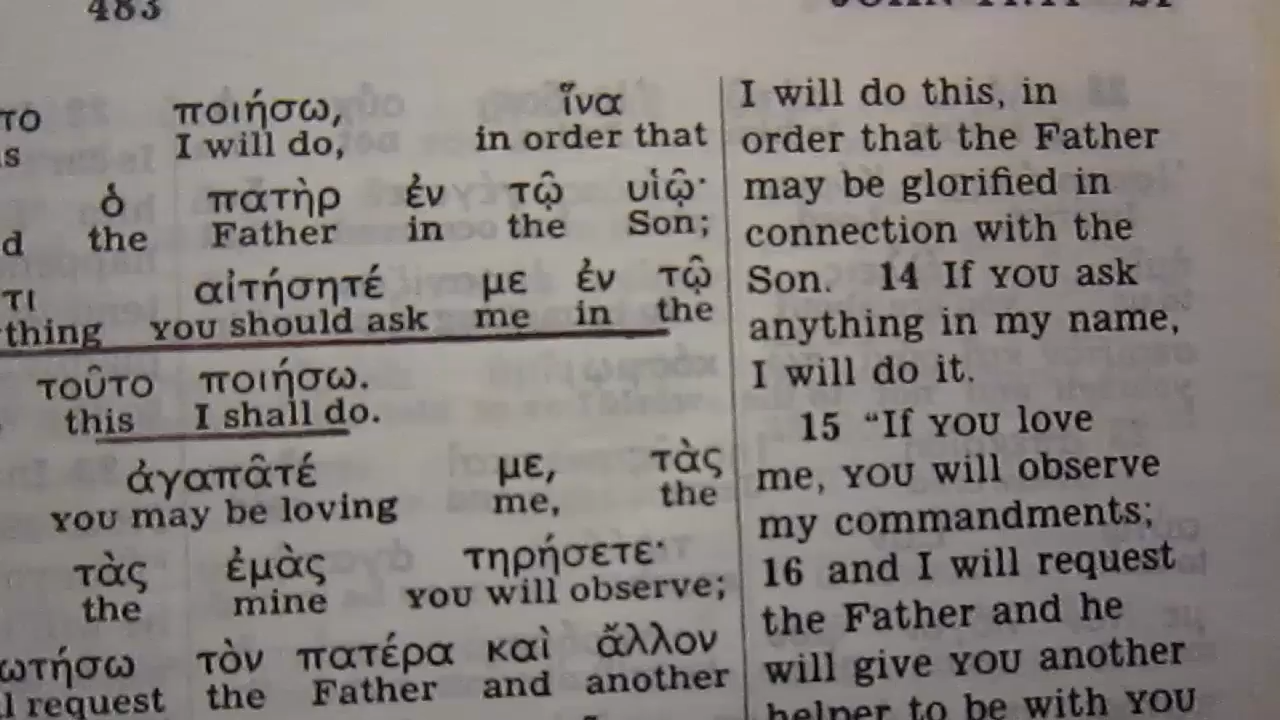 483
ποιήσω, ἵνα
I will do, in order that
ὁ πατὴρ ἐν τῷ υἱῷ·
the Father in the Son;
αἰτήσητέ με ἐν τῷ
YOU should ask me in the
τοῦτο ποιήσω.
this I shall do.
ἀγαπᾶτέ με, τὰς
YOU may be loving me, the
τὰς ἐμὰς τηρήσετε·
the mine YOU will observe;
τὸν πατέρα καὶ ἄλλον
request the Father and another
I will do this, in
order that the Father
may be glorified in
connection with the
Son. 14 If YOU ask
anything in my name,
I will do it.
15 “If YOU love
me, YOU will observe
my commandments;
16 and I will request
the Father and he
will give YOU another
helper to be with YOU